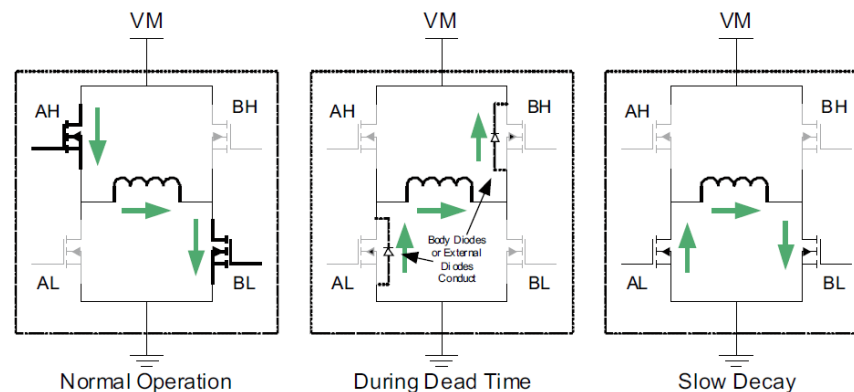 VM
AH
BH
AL
BL
Normal Operation
VM
AH
BH
Body Diodes
or External
Diodes
Conduct
AL
BL
During Dead Time
VM
AH
BH
AL
BL
Slow Decay